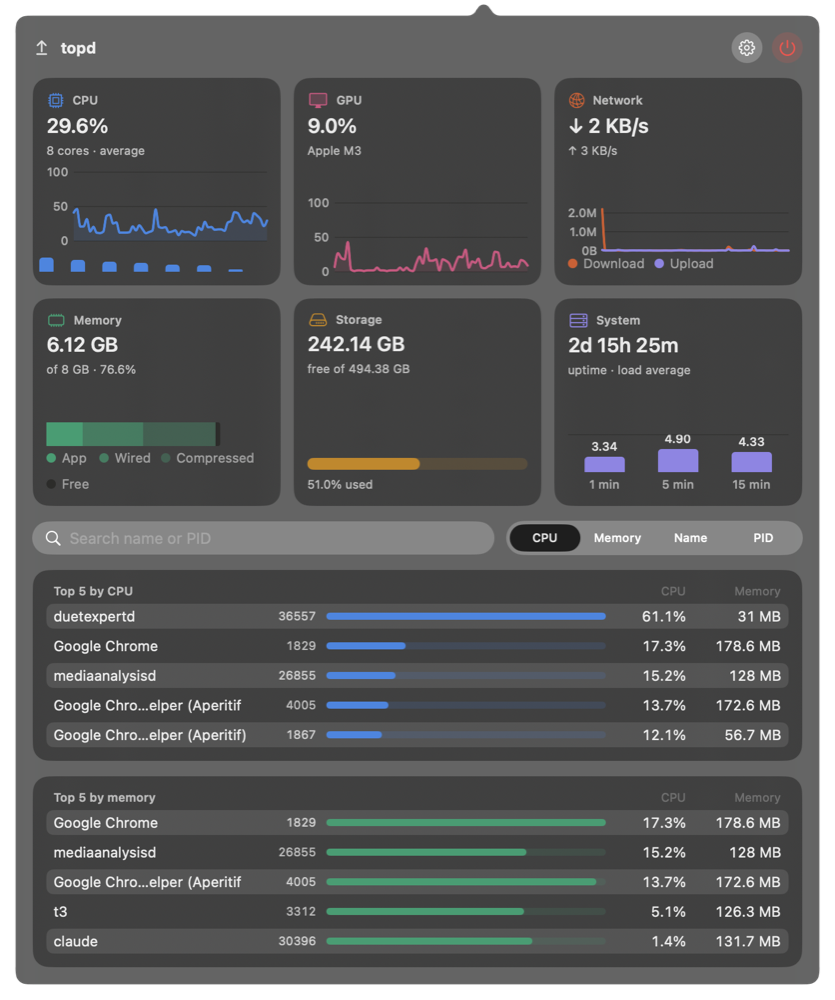 topd
CPU
29.6%
8 cores · average
100
50
0
GPU
9.0%
Apple M3
100
50
0
Network
↓ 2 KB/s
↑ 3 KB/s
2.0M
1.0M
0B
Download Upload
Memory
6.12 GB
of 8 GB · 76.6%
App Wired Compressed
Free
Storage
242.14 GB
free of 494.38 GB
51.0% used
System
2d 15h 25m
uptime · load average
3.34 4.90 4.33
1 min 5 min 15 min
Search name or PID
CPU Memory Name PID
Top 5 by CPU CPU Memory
duetexpertd 36557 61.1% 31 MB
Google Chrome 1829 17.3% 178.6 MB
mediaanalysisd 26855 15.2% 128 MB
Google Chro...elper (Aperitif 4005 13.7% 172.6 MB
Google Chro...elper (Aperitif) 1867 12.1% 56.7 MB
Top 5 by memory CPU Memory
Google Chrome 1829 17.3% 178.6 MB
mediaanalysisd 26855 15.2% 128 MB
Google Chro...elper (Aperitif 4005 13.7% 172.6 MB
t3 3312 5.1% 126.3 MB
claude 30396 1.4% 131.7 MB